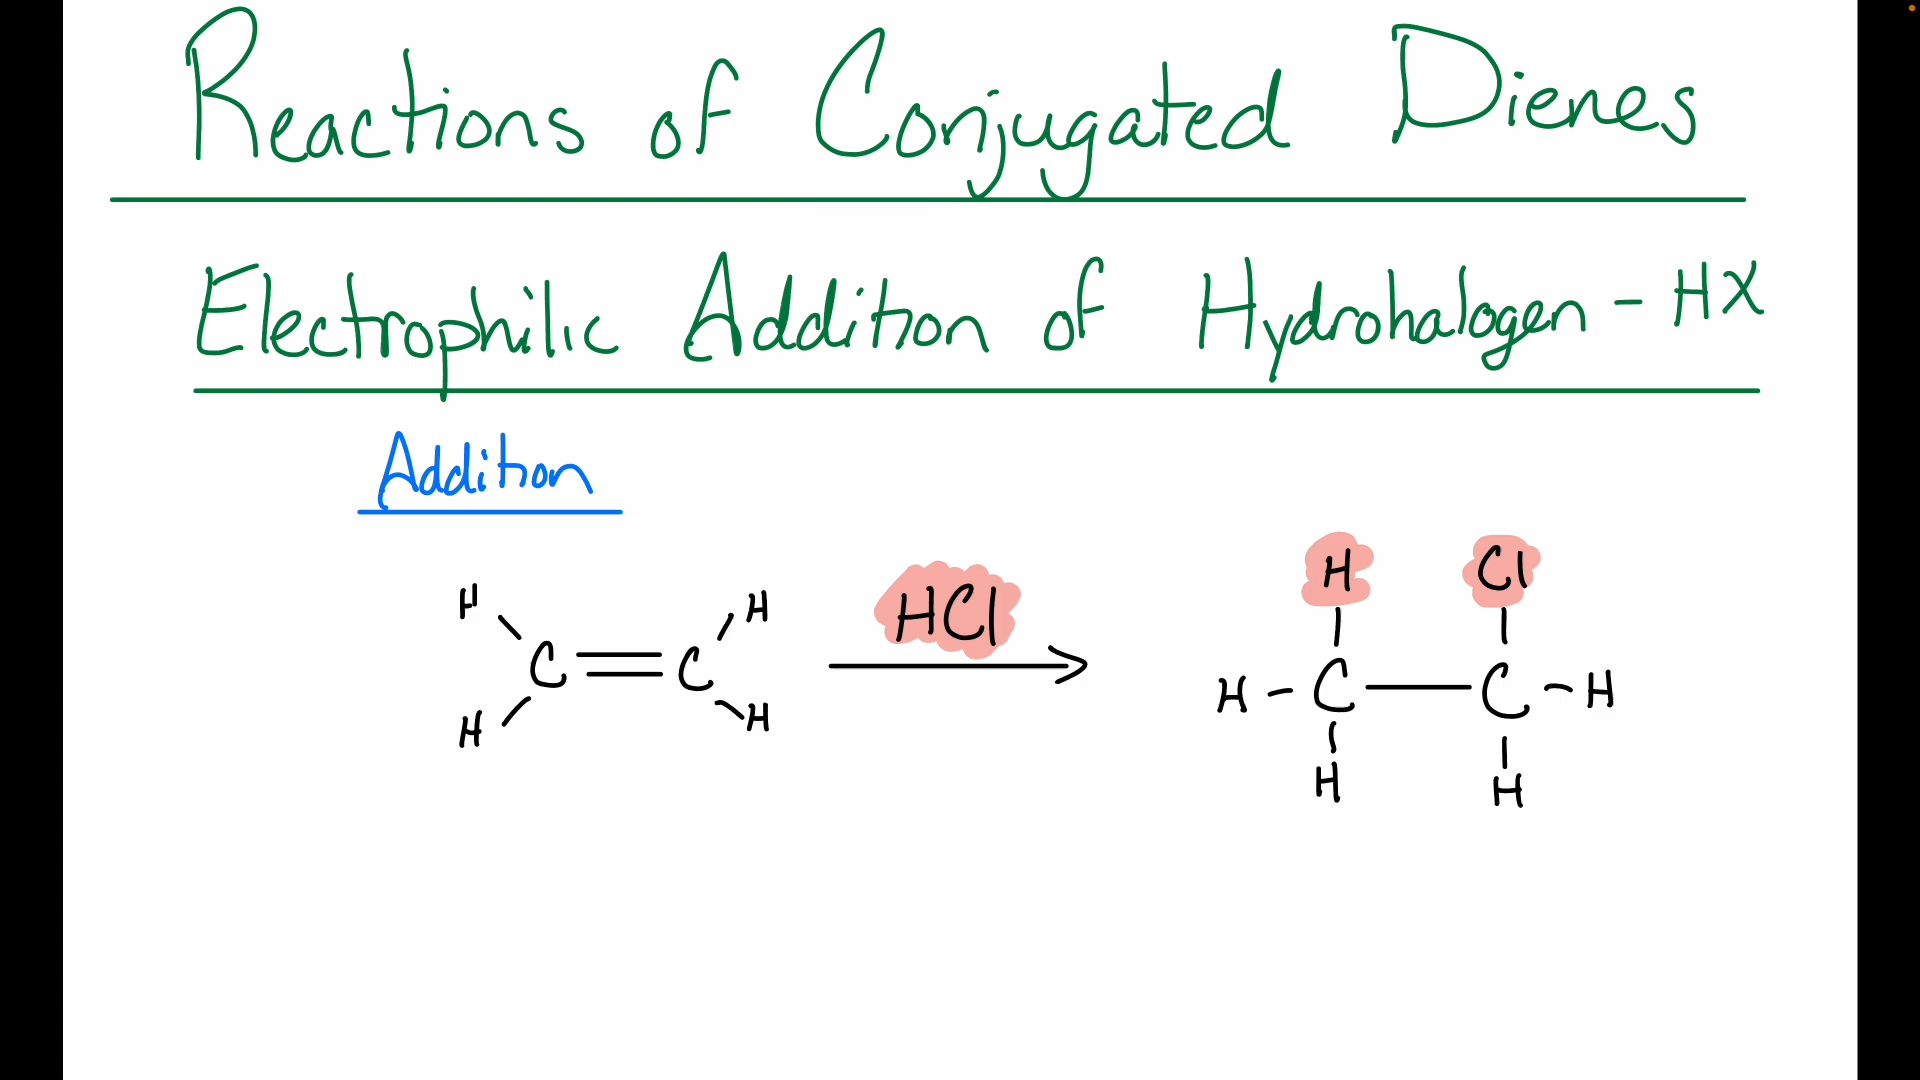 Reactions of Conjugated Dienes
Electrophilic Addition of Hydrohalogen - HX
Addition
H H HCl H Cl
C = C H - C - C - H
H H H H